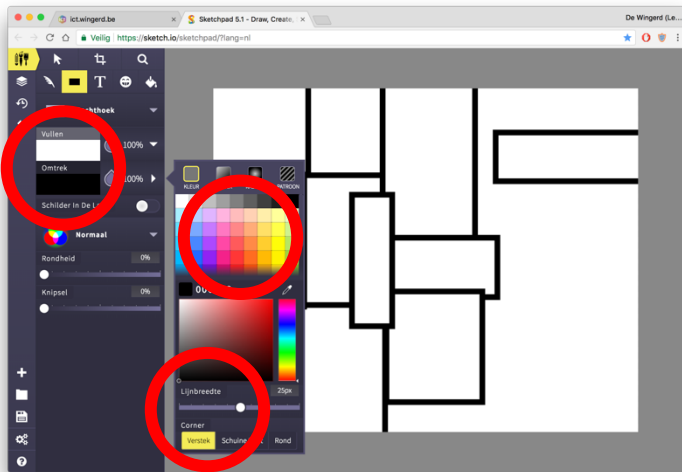 ict.wingerd.be
Sketchpad 5.1 - Draw, Create,
De Wingerd (Le...
Veilig
https://sketch.io/sketchpad/?lang=nl
T
Vullen
100%
Omtrek
100%
Schilder In De
Normaal
Rondheid
0%
Knipsel
0%
KLEUR
PATROON
Lijnbreedte
25px
Corner
Verstek
Schuine
Rond